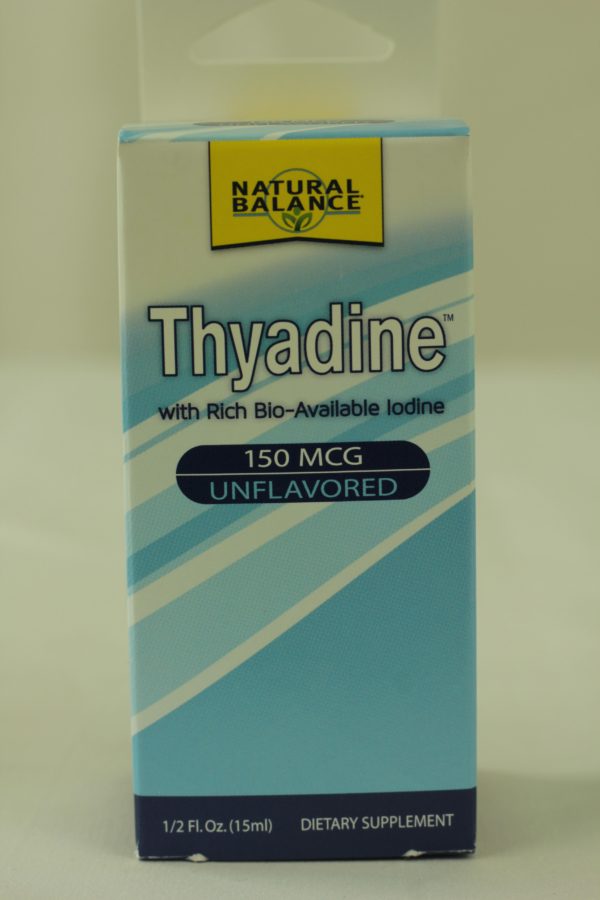 NATURAL
BALANCE®
Thyadine™
with Rich Bio-Available Iodine
150 MCG
UNFLAVORED
1/2 Fl. Oz. (15ml) DIETARY SUPPLEMENT